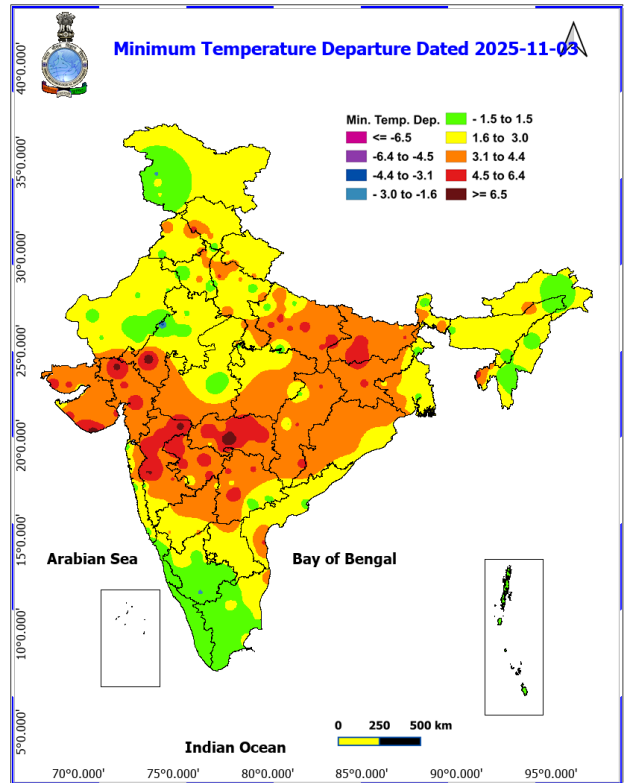 Minimum Temperature Departure Dated 2025-11-03
Min. Temp. Dep.
<= -6.5
-6.4 to -4.5
-4.4 to -3.1
- 3.0 to -1.6
- 1.5 to 1.5
1.6 to 3.0
3.1 to 4.4
4.5 to 6.4
>= 6.5
40°0.000'
35°0.000'
30°0.000'
25°0.000'
20°0.000'
15°0.000'
10°0.000'
5°0.000'
Arabian Sea
Bay of Bengal
Indian Ocean
0 250 500 km
70°0.000' 75°0.000' 80°0.000' 85°0.000' 90°0.000' 95°0.000'